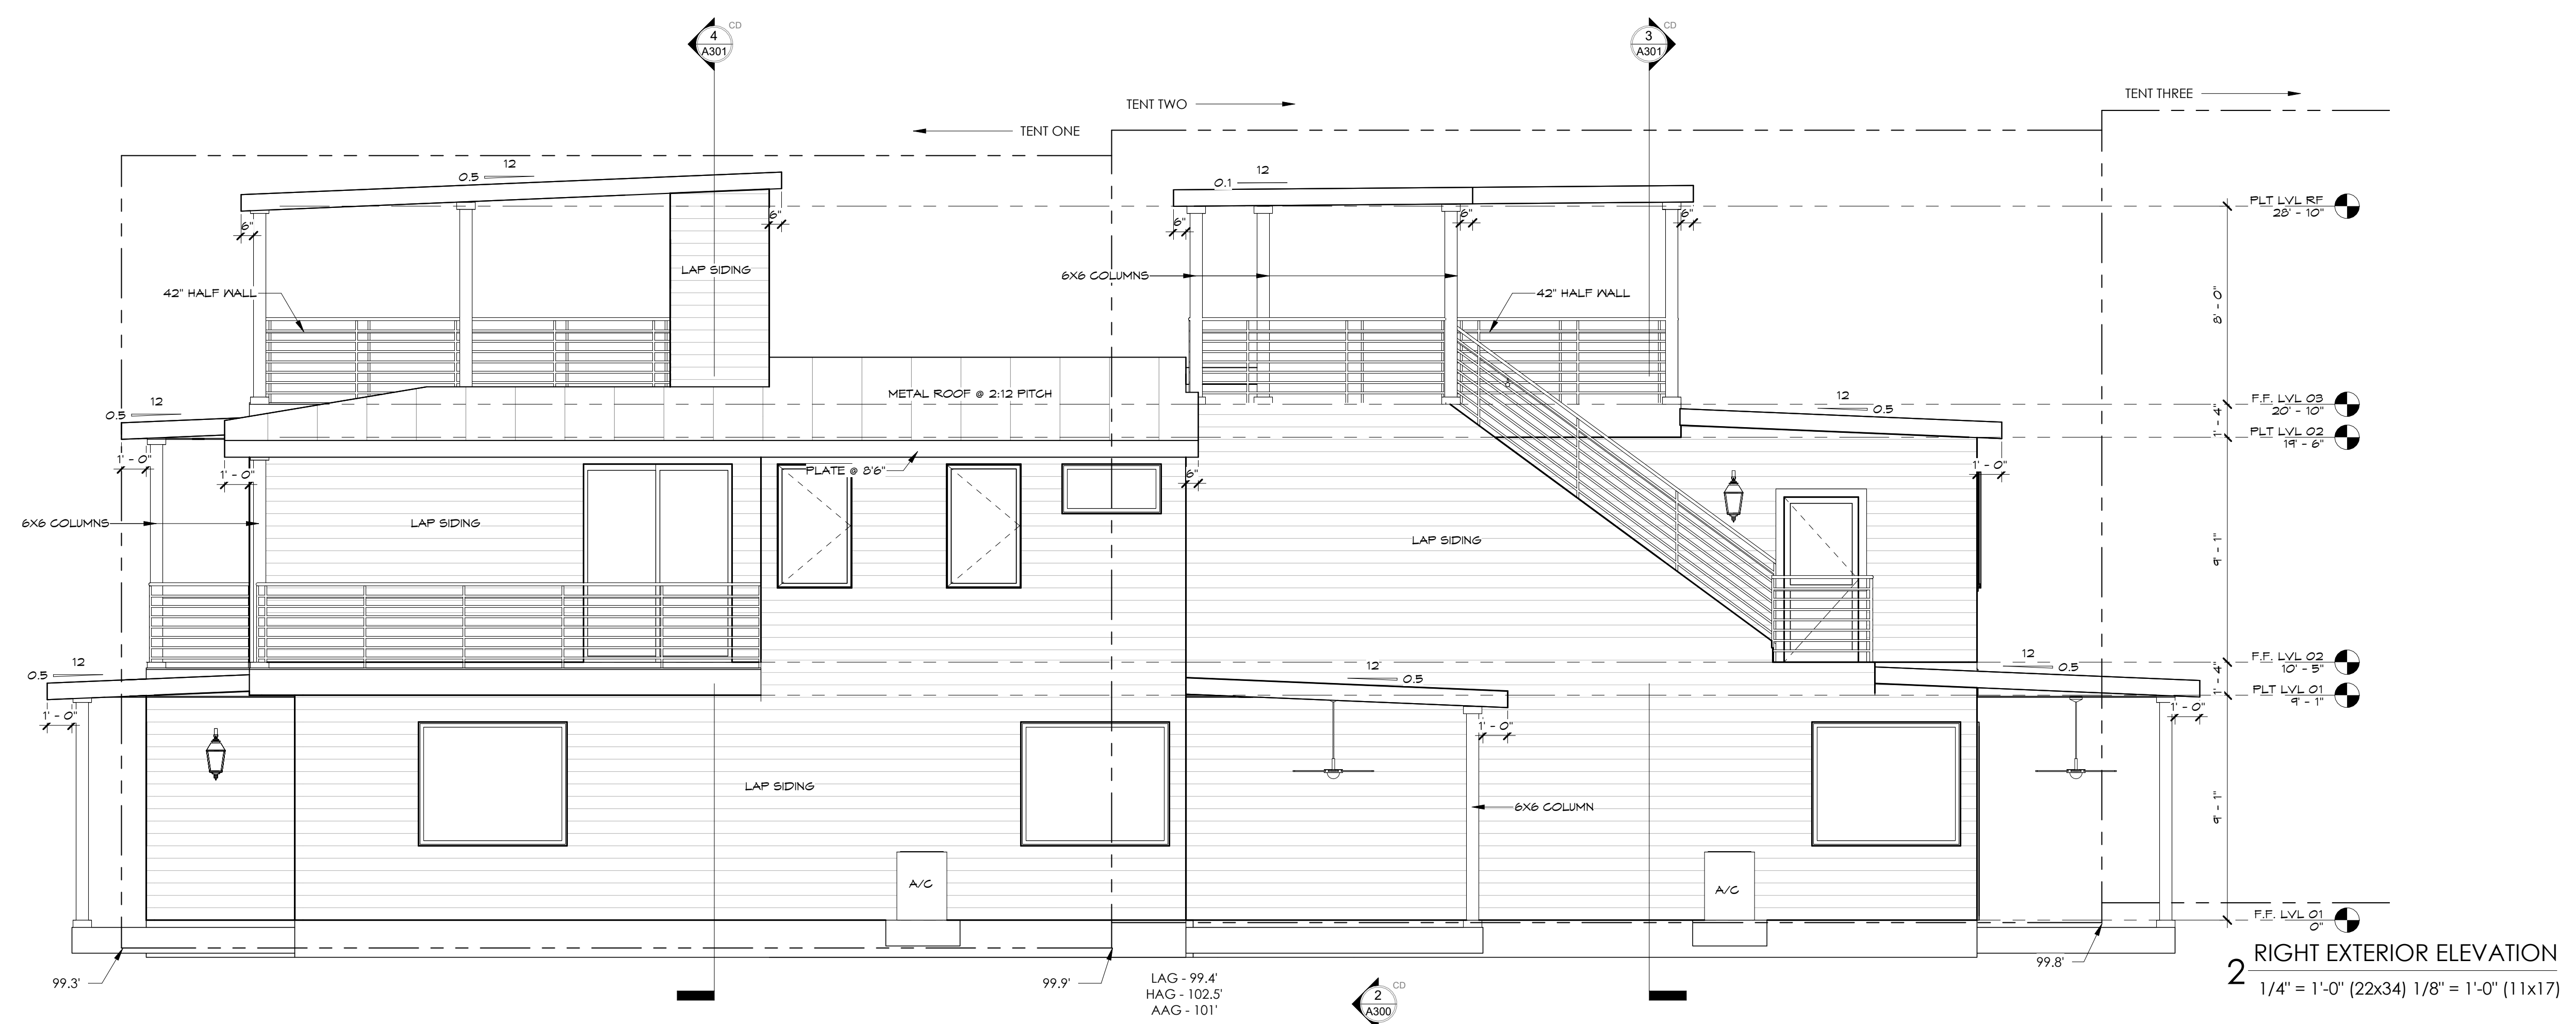 4
CD
A301
3
CD
A301
TENT THREE
TENT TWO
TENT ONE
12
0.5
12
0.1
6"
6"
6"
6"
6"
PLT LVL RF
28' - 10"
LAP SIDING
6X6 COLUMNS
42" HALF WALL
42" HALF WALL
8' - 0"
METAL ROOF @ 2:12 PITCH
12
0.5
12
0.5
F.F. LVL 03
20' - 10"
1' - 4"
PLT LVL 02
19' - 6"
1' - 0"
1' - 0"
PLATE @ 8'6"
6"
1' - 0"
6X6 COLUMNS
LAP SIDING
LAP SIDING
9' - 1"
12
0.5
12
0.5
12
0.5
F.F. LVL 02
10' - 5"
1' - 4"
PLT LVL 01
9' - 1"
1' - 0"
1' - 0"
1' - 0"
LAP SIDING
6X6 COLUMN
9' - 1"
A/C
A/C
F.F. LVL 01
0"
99.3'
99.9'
99.8'
LAG - 99.4'
HAG - 102.5'
AAG - 101'
2
CD
A300
2
RIGHT EXTERIOR ELEVATION
1/4" = 1'-0" (22x34) 1/8" = 1'-0" (11x17)